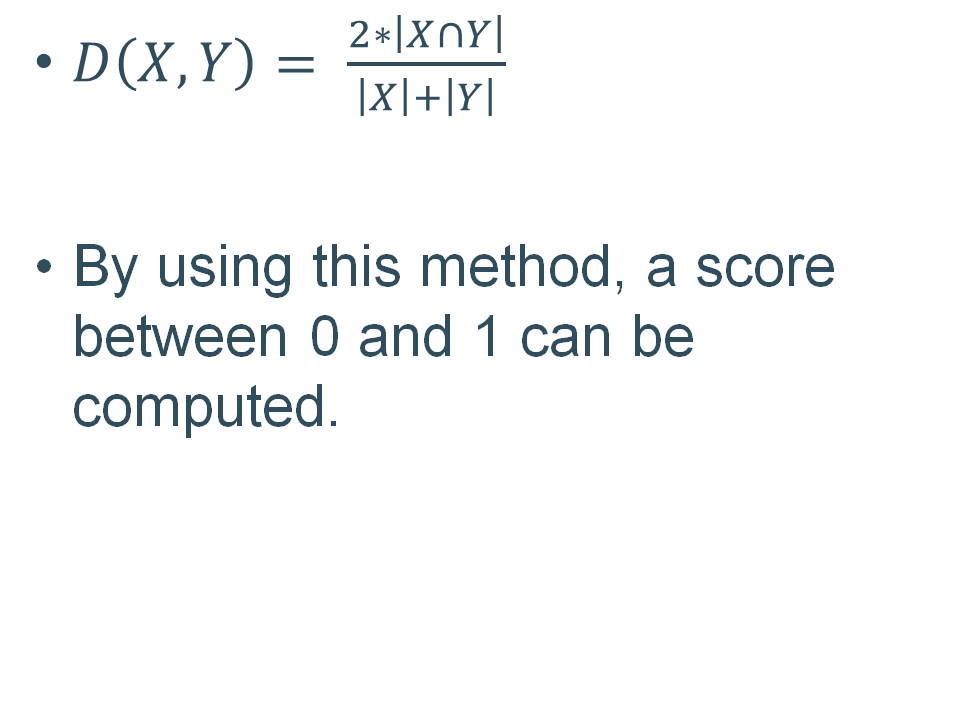 • D(X,Y) = 2*|X∩Y| / |X|+|Y|
• By using this method, a score
between 0 and 1 can be
computed.